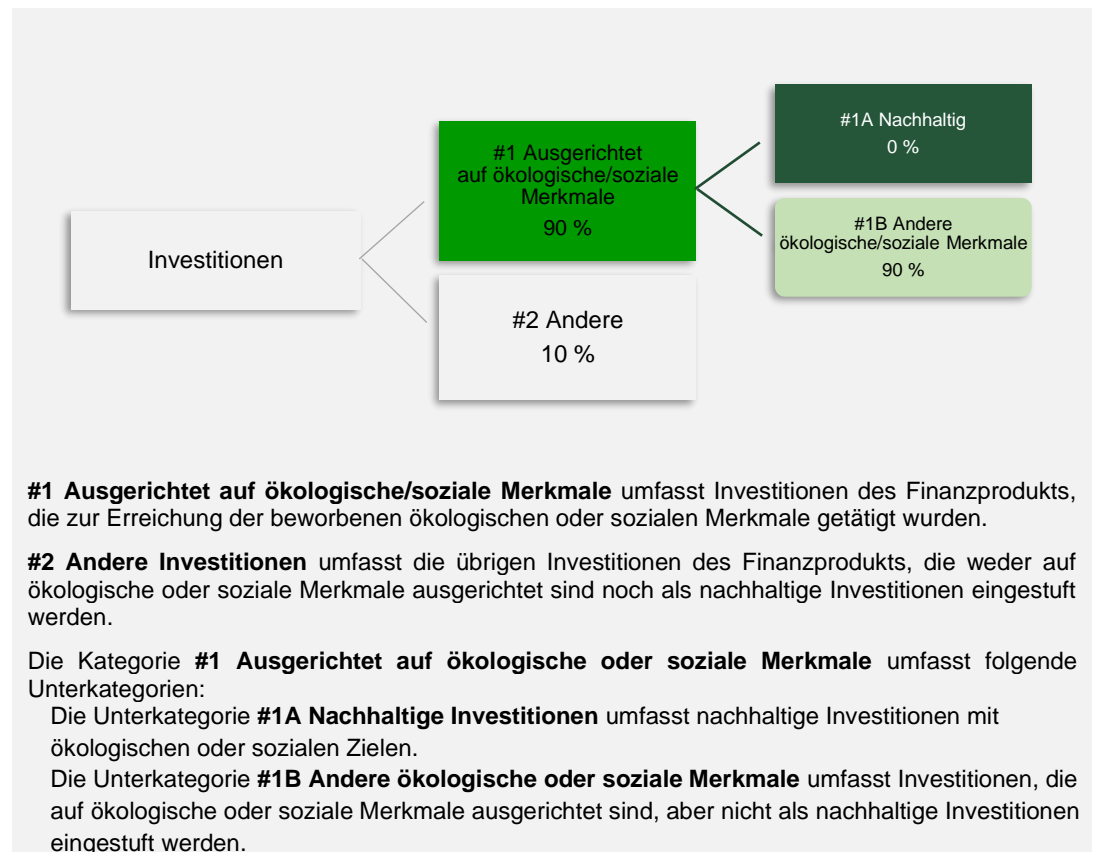 #1A Nachhaltig
0 %
#1 Ausgerichtet
auf ökologische/soziale
Merkmale
90 %
#1B Andere
ökologische/soziale Merkmale
90 %
Investitionen
#2 Andere
10 %
#1 Ausgerichtet auf ökologische/soziale Merkmale umfasst Investitionen des Finanzprodukts,
die zur Erreichung der beworbenen ökologischen oder sozialen Merkmale getätigt wurden.
#2 Andere Investitionen umfasst die übrigen Investitionen des Finanzprodukts, die weder auf
ökologische oder soziale Merkmale ausgerichtet sind noch als nachhaltige Investitionen eingestuft
werden.
Die Kategorie #1 Ausgerichtet auf ökologische oder soziale Merkmale umfasst folgende
Unterkategorien:
Die Unterkategorie #1A Nachhaltige Investitionen umfasst nachhaltige Investitionen mit
ökologischen oder sozialen Zielen.
Die Unterkategorie #1B Andere ökologische oder soziale Merkmale umfasst Investitionen, die
auf ökologische oder soziale Merkmale ausgerichtet sind, aber nicht als nachhaltige Investitionen
eingestuft werden.